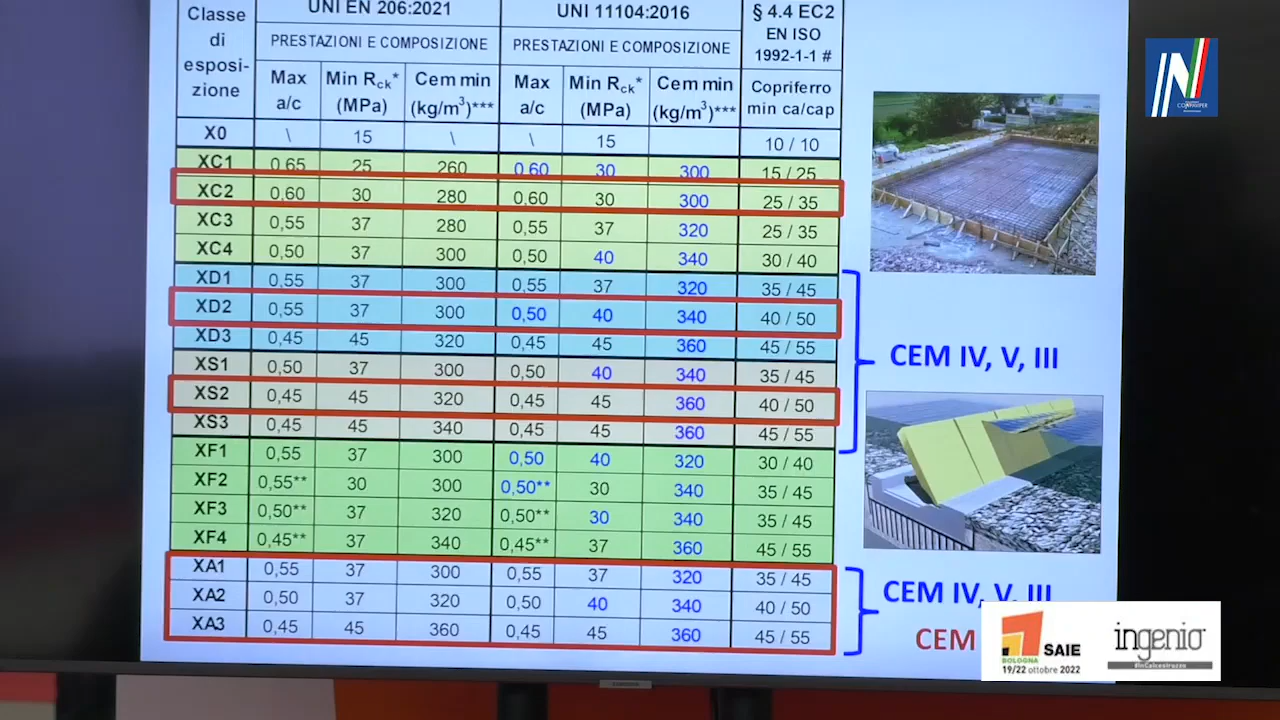 Classe di esposi- zione
UNI EN 206:2021
UNI 11104:2016
§ 4.4 EC2 EN ISO 1992-1-1 #
PRESTAZIONI E COMPOSIZIONE
PRESTAZIONI E COMPOSIZIONE
Max a/c
Min Rck* (MPa)
Cem min (kg/m³)***
Max a/c
Min Rck* (MPa)
Cem min (kg/m³)***
Copriferro min ca/cap
X0 \ 15 \ \ 15 10 / 10
XC1 0,65 25 260 0,60 30 300 15 / 25
XC2 0,60 30 280 0,60 30 300 25 / 35
XC3 0,55 37 280 0,55 37 320 25 / 35
XC4 0,50 37 300 0,50 40 340 30 / 40
XD1 0,55 37 300 0,55 37 320 35 / 45
XD2 0,55 37 300 0,50 40 340 40 / 50
XD3 0,45 45 320 0,45 45 360 45 / 55
XS1 0,50 37 300 0,50 40 340 35 / 45
XS2 0,45 45 320 0,45 45 360 40 / 50
XS3 0,45 45 340 0,45 45 360 45 / 55
XF1 0,55 37 300 0,50 40 320 30 / 40
XF2 0,55** 30 300 0,50** 30 340 35 / 45
XF3 0,50** 37 320 0,50** 30 340 35 / 45
XF4 0,45** 37 340 0,45** 37 360 45 / 55
XA1 0,55 37 300 0,55 37 320 35 / 45
XA2 0,50 37 320 0,50 40 340 40 / 50
XA3 0,45 45 360 0,45 45 360 45 / 55
CEM IV, V, III
CEM IV, V, III
CEM
IN
CONPAVIPER
BOLOGNA
SAIE
19/22 ottobre 2022
ingenio
#InCalcestruzzo